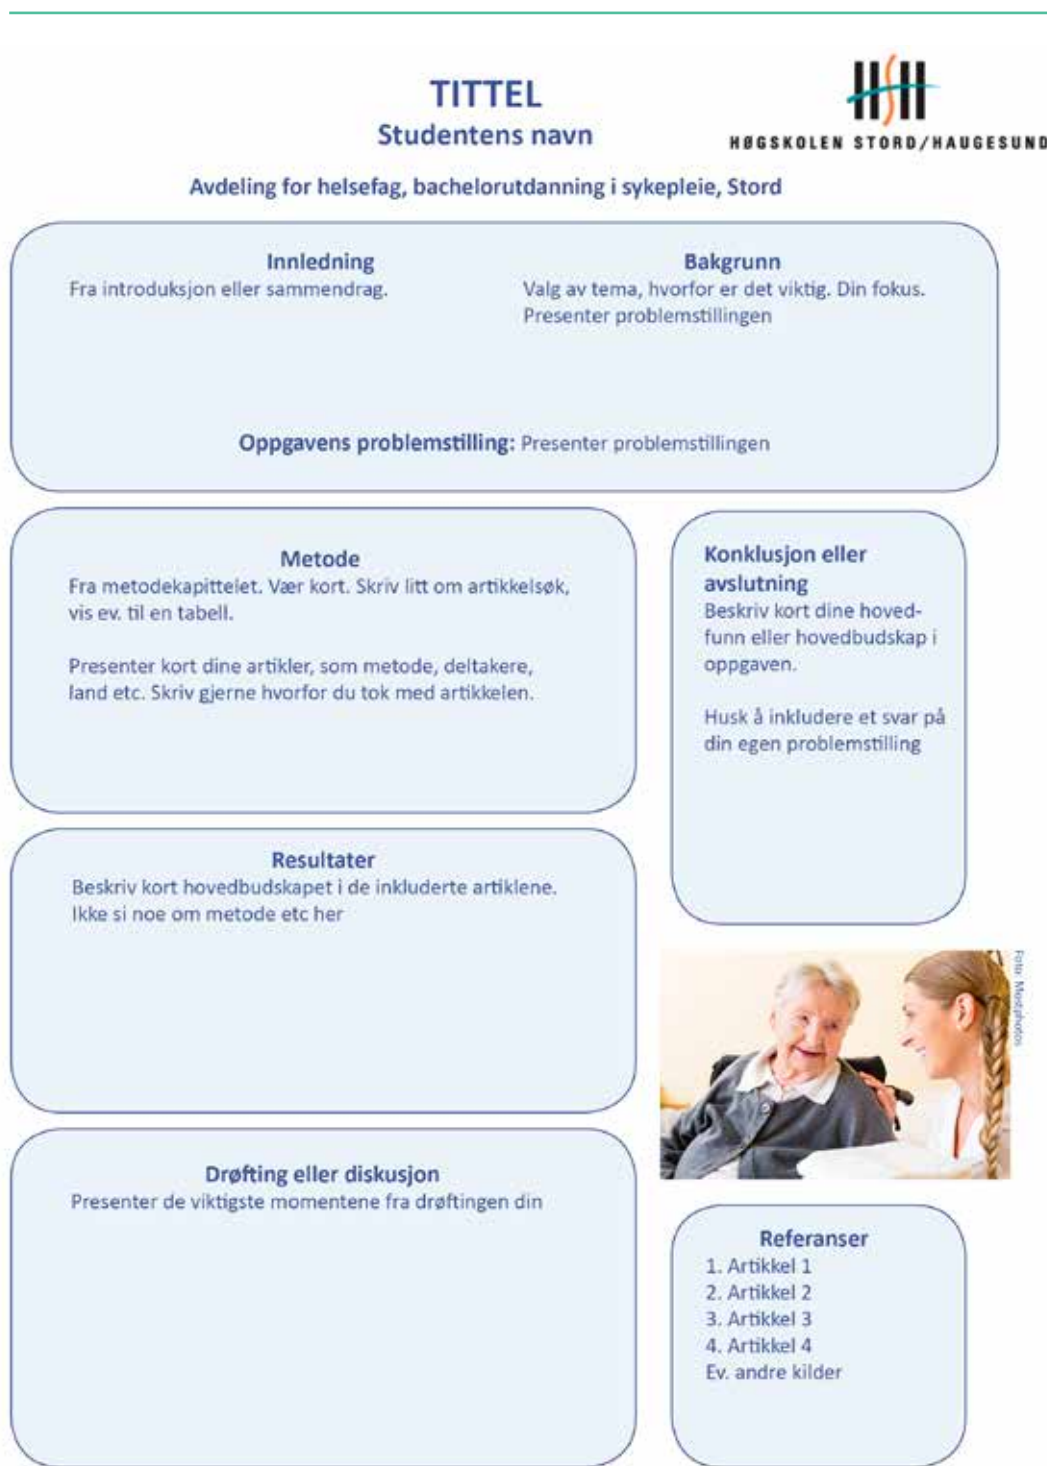 TITTEL
Studentens navn
HØGSKOLEN STORD/HAUGESUND
Avdeling for helsefag, bachelorutdanning i sykepleie, Stord
Innledning
Fra introduksjon eller sammendrag.
Bakgrunn
Valg av tema, hvorfor er det viktig. Din fokus.
Presenter problemstillingen
Oppgavens problemstilling: Presenter problemstillingen
Metode
Fra metodekapittelet. Vær kort. Skriv litt om artikkelsøk,
vis ev. til en tabell.
Presenter kort dine artikler, som metode, deltakere,
land etc. Skriv gjerne hvorfor du tok med artikkelen.
Konklusjon eller
avslutning
Beskriv kort dine hoved-
funn eller hovedbudskap i
oppgaven.
Husk å inkludere et svar på
din egen problemstilling
Resultater
Beskriv kort hovedbudskapet i de inkluderte artiklene.
Ikke si noe om metode etc her
Foto: Mostphotos
Drøfting eller diskusjon
Presenter de viktigste momentene fra drøftingen din
Referanser
1. Artikkel 1
2. Artikkel 2
3. Artikkel 3
4. Artikkel 4
Ev. andre kilder